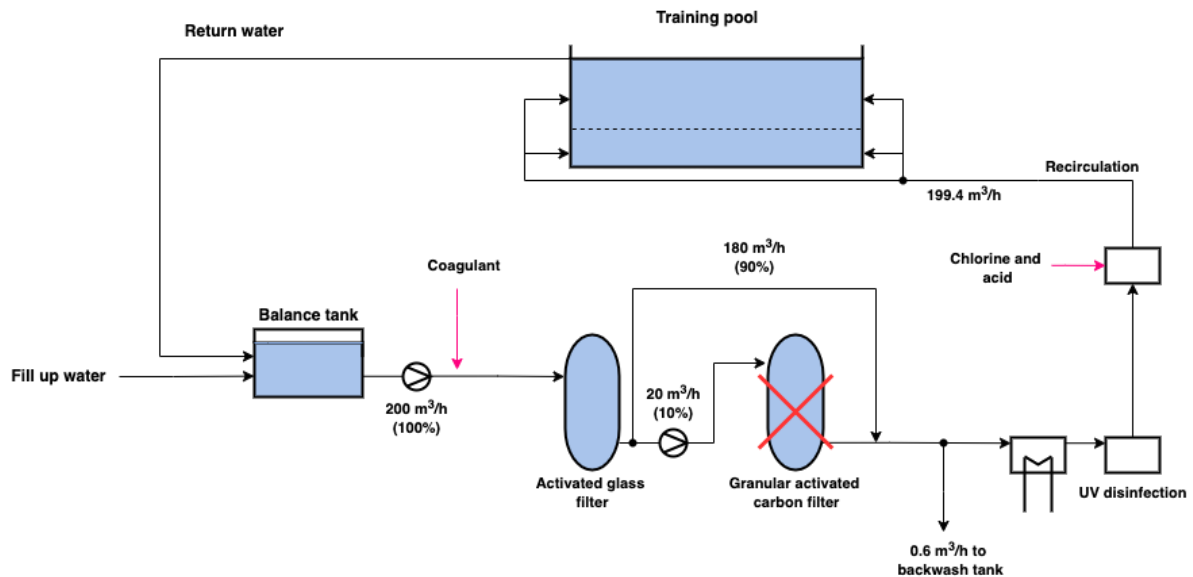 Training pool
Return water
Recirculation
199.4 m³/h
180 m³/h
(90%)
Chlorine and
acid
Coagulant
Balance tank
Fill up water
200 m³/h
(100%)
20 m³/h
(10%)
Activated glass
filter
Granular activated
carbon filter
UV disinfection
0.6 m³/h to
backwash tank